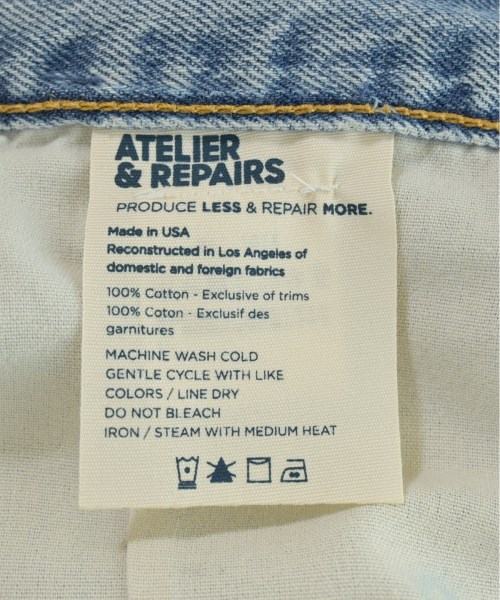 ATELIER
& REPAIRS
PRODUCE LESS & REPAIR MORE.
Made in USA
Reconstructed in Los Angeles of
domestic and foreign fabrics
100% Cotton - Exclusive of trims
100% Coton - Exclusif des
garnitures
MACHINE WASH COLD
GENTLE CYCLE WITH LIKE
COLORS / LINE DRY
DO NOT BLEACH
IRON / STEAM WITH MEDIUM HEAT